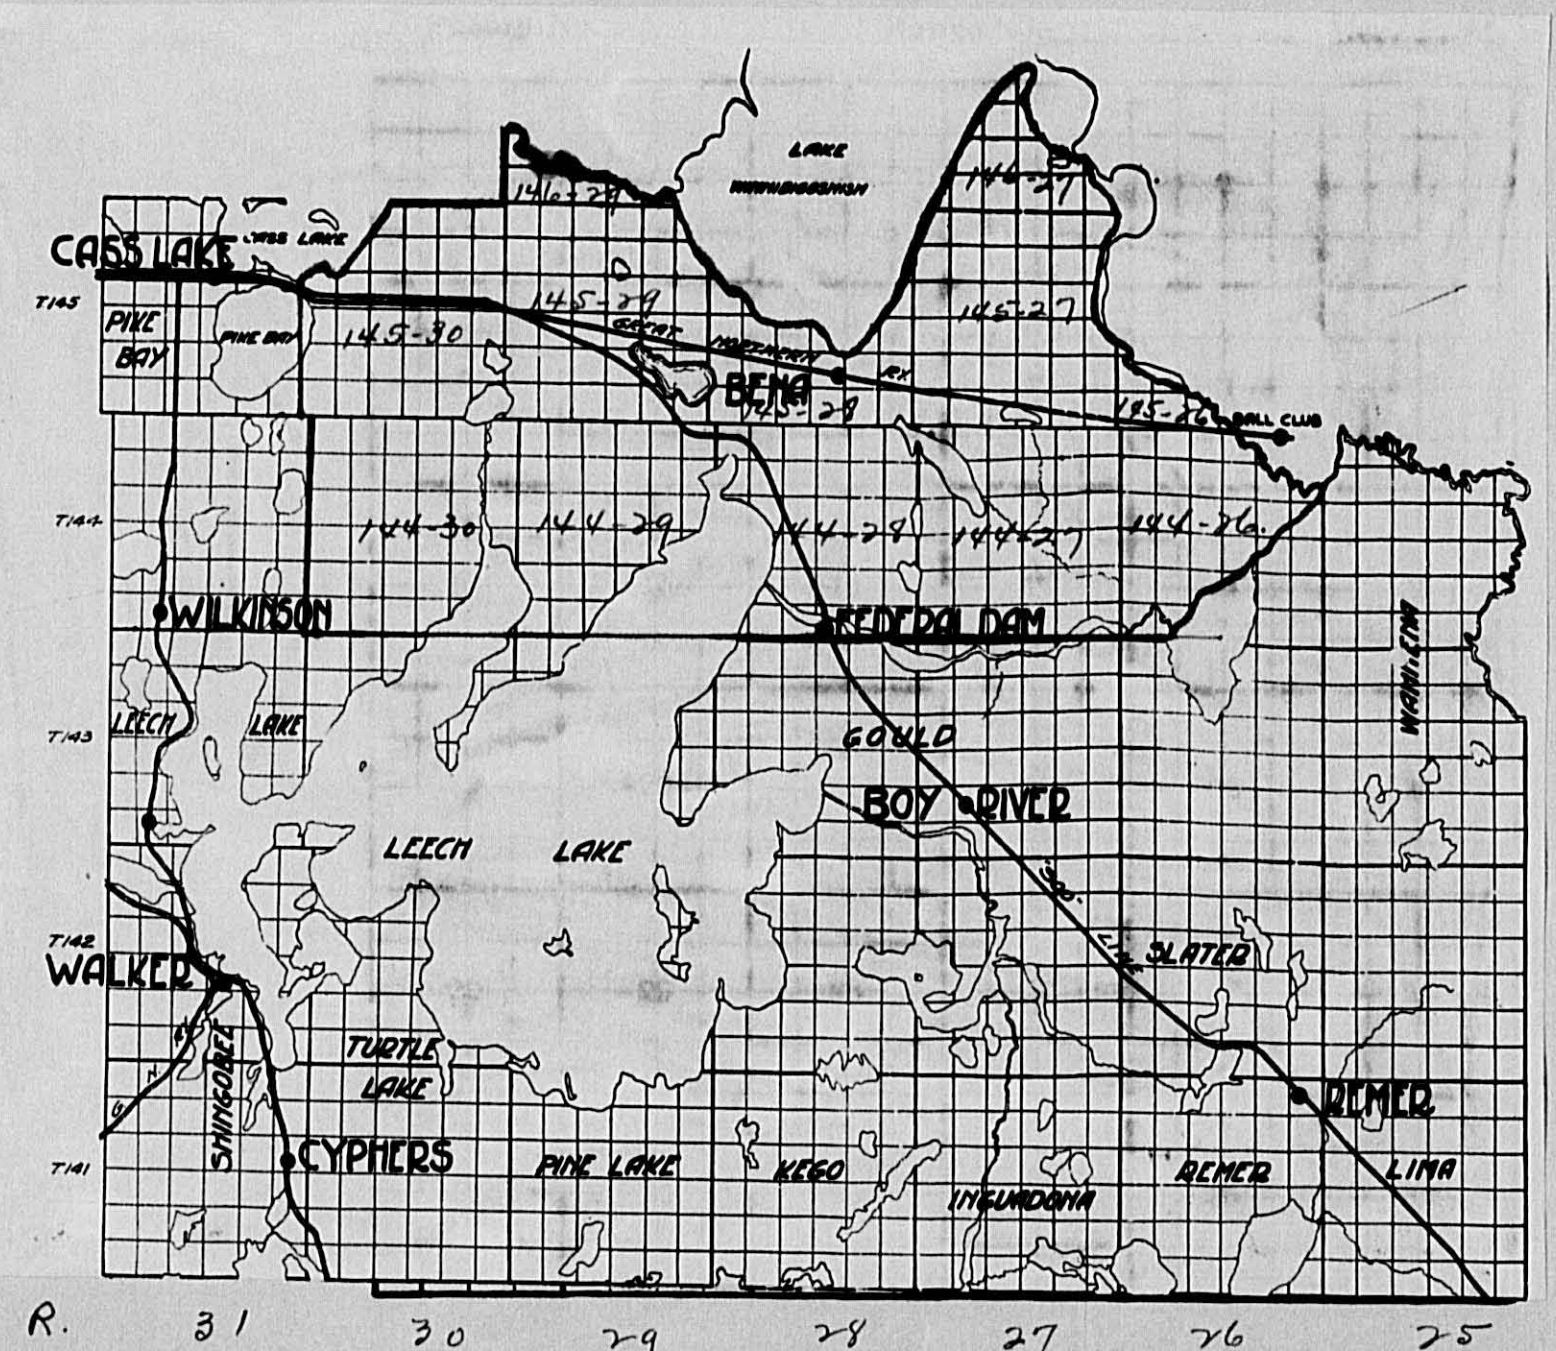 LAKE
WINNIBIGOSHISH
146-29
146-27
CASS LAKE
CASS LAKE
T145
PIKE BAY
PIKE BAY
145-30
145-29
145-27
GREAT NORTHERN RY
BENA
145-28
145-26
BALL CLUB
T144
144-30
144-29
144-28
144-27
144-26.
WILKINSON
FEDERAL DAM
T143
LEECH LAKE
GOULD
BOY RIVER
LEECH LAKE
"SOO" LINE
SLATER
T142
WALKER
SHINGOBEE
TURTLE
LAKE
REMER
CYPHERS
T141
PINE LAKE
KEGO
INGUADONA
REMER
LIMA
R. 31 30 29 28 27 26 25